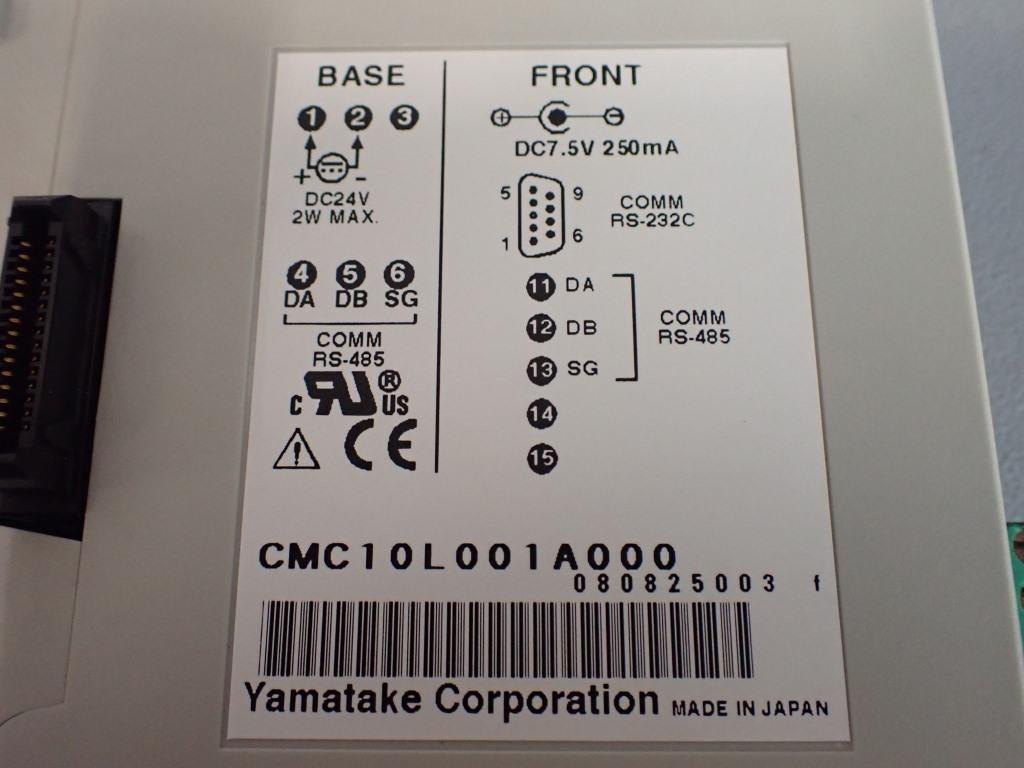 BASE
1 2 3
+ -
DC24V
2W MAX.
4 5 6
DA DB SG
COMM
RS-485
C RU ® US
CE
FRONT
+ -
DC7.5V 250mA
5 9
1 6
COMM
RS-232C
11 DA
12 DB
13 SG
COMM
RS-485
14
15
CMC10L001A000
080825003 f
Yamatake Corporation MADE IN JAPAN